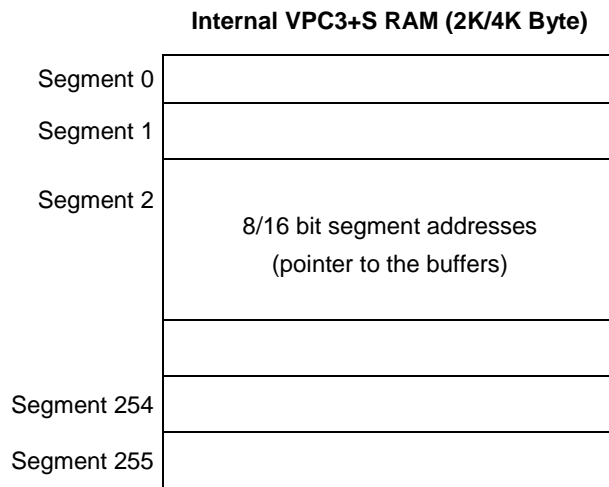 Internal VPC3+S RAM (2K/4K Byte)
Segment 0
Segment 1
Segment 2
8/16 bit segment addresses
(pointer to the buffers)
Segment 254
Segment 255